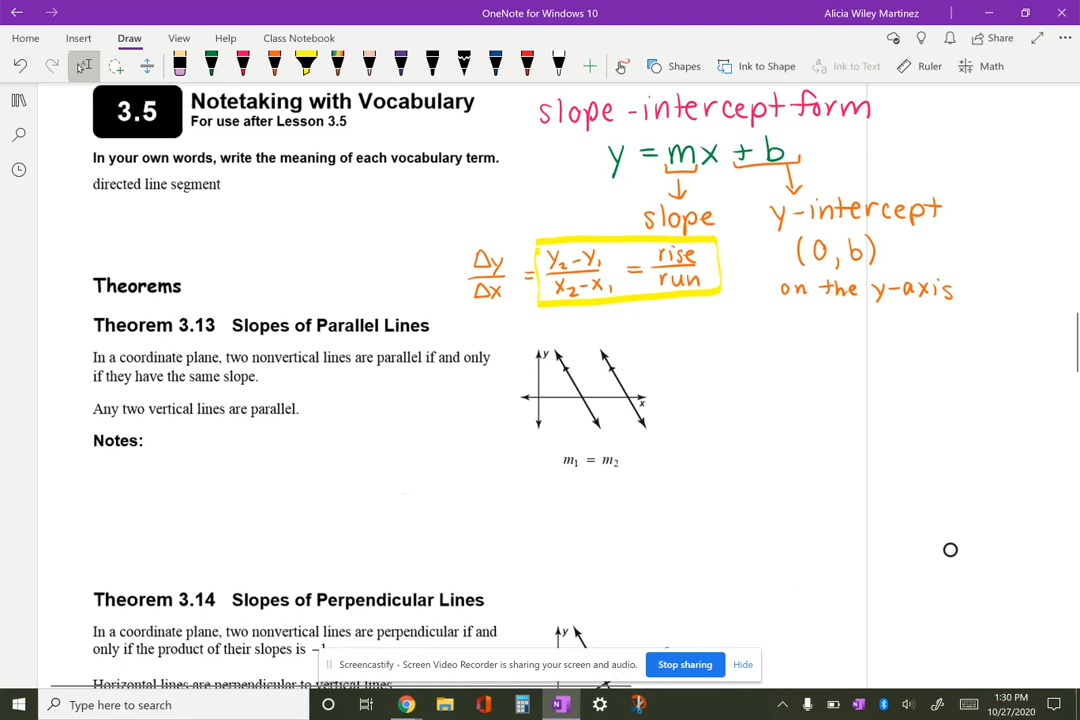 OneNote for Windows 10
Alicia Wiley Martinez
Home Insert Draw View Help Class Notebook
Share
Shapes Ink to Shape Ink to Text Ruler Math
3.5 Notetaking with Vocabulary
For use after Lesson 3.5
In your own words, write the meaning of each vocabulary term.
directed line segment
slope-intercept form
y = mx + b
slope
y-intercept
(0, b)
on the y-axis
Δy/Δx = y₂-y₁/x₂-x₁ = rise/run
Theorems
Theorem 3.13 Slopes of Parallel Lines
In a coordinate plane, two nonvertical lines are parallel if and only
if they have the same slope.
Any two vertical lines are parallel.
Notes:
y
x
m₁ = m₂
Theorem 3.14 Slopes of Perpendicular Lines
In a coordinate plane, two nonvertical lines are perpendicular if and
only if the product of their slopes is
Horizontal lines are perpendicular to vertical lines
y
Screencastify - Screen Video Recorder is sharing your screen and audio.
Stop sharing
Hide
Type here to search
1:30 PM
10/27/2020